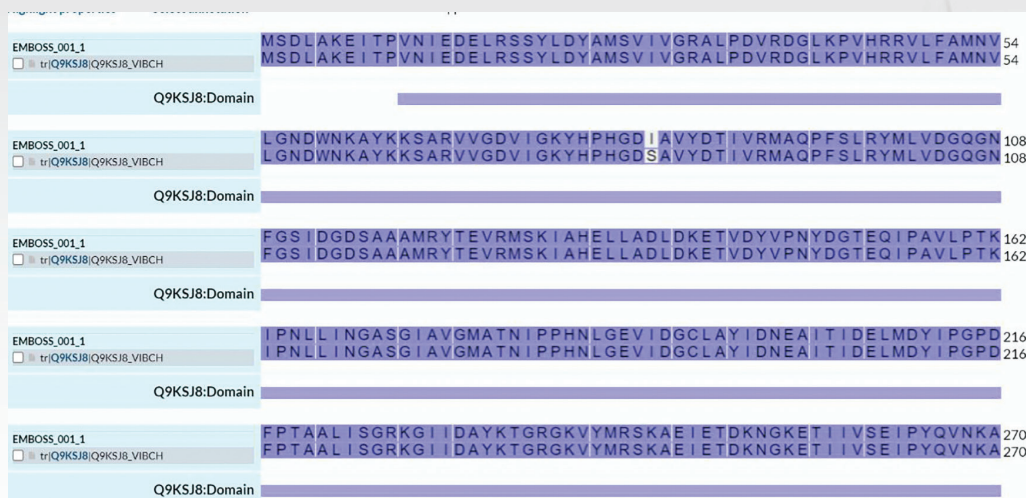 EMBOSS_001_1 MSDLAKEITPVNIEDELRSSYLDYAMSVIVGRALPDVRDGLKPVHRRVLFAMNV 54
tr|Q9KSJ8|Q9KSJ8_VIBCH MSDLAKEITPVNIEDELRSSYLDYAMSVIVGRALPDVRDGLKPVHRRVLFAMNV 54
Q9KSJ8:Domain
EMBOSS_001_1 LGNDWNKAYKKSARVVGDVIGKYHPHGDIAVYDTIVRMAQPFSLRYMLVDGQGN 108
tr|Q9KSJ8|Q9KSJ8_VIBCH LGNDWNKAYKKSARVVGDVIGKYHPHGDSAVYDTIVRMAQPFSLRYMLVDGQGN 108
Q9KSJ8:Domain
EMBOSS_001_1 FGSIDGDSAAAMRYTEVRMSKIAHELLADLDKETVDYVPNYDGTEQIPAVLPTK 162
tr|Q9KSJ8|Q9KSJ8_VIBCH FGSIDGDSAAAMRYTEVRMSKIAHELLADLDKETVDYVPNYDGTEQIPAVLPTK 162
Q9KSJ8:Domain
EMBOSS_001_1 IPNLLINGASGIAVGMATNIPPHNLGEVIDGCLAYIDNEAITIDELMDYIPGPD 216
tr|Q9KSJ8|Q9KSJ8_VIBCH IPNLLINGASGIAVGMATNIPPHNLGEVIDGCLAYIDNEAITIDELMDYIPGPD 216
Q9KSJ8:Domain
EMBOSS_001_1 FPTAALISGRKGIIDAYKTGRGKVYMRSKAEIETDKNGKETIIVSEIPYQVNKA 270
tr|Q9KSJ8|Q9KSJ8_VIBCH FPTAALISGRKGIIDAYKTGRGKVYMRSKAEIETDKNGKETIIVSEIPYQVNKA 270
Q9KSJ8:Domain